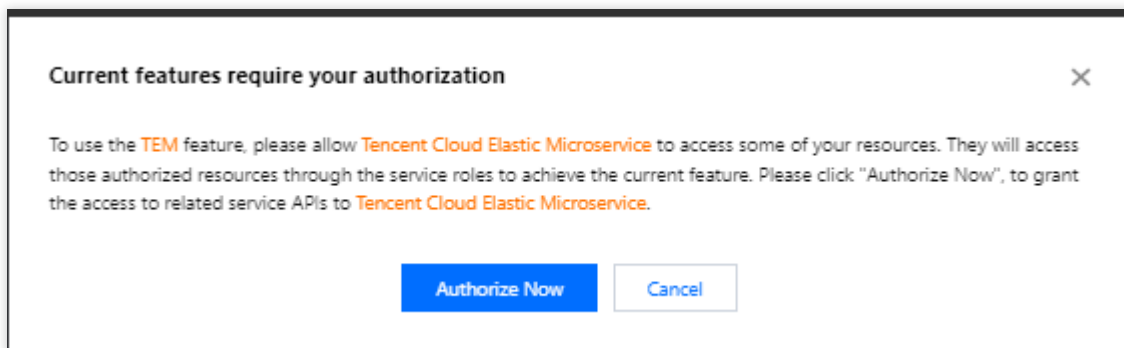 Current features require your authorization
To use the TEM feature, please allow Tencent Cloud Elastic Microservice to access some of your resources. They will access
those authorized resources through the service roles to achieve the current feature. Please click "Authorize Now", to grant
the access to related service APIs to Tencent Cloud Elastic Microservice.
Authorize Now Cancel